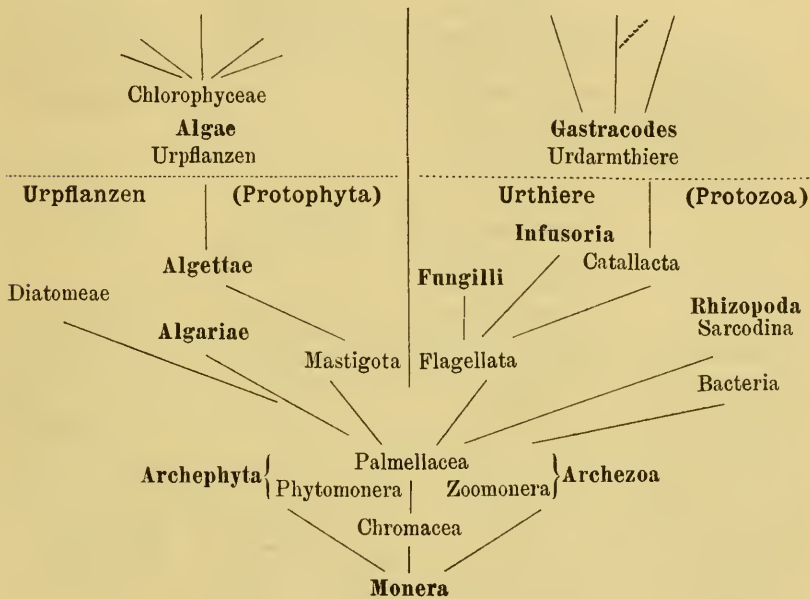 Chlorophyceae
Algae
Urpflanzen
Gastracodes
Urdarmthiere
Urpflanzen (Protophyta)
Urthiere (Protozoa)
Infusoria
Algettae
Catallacta
Fungilli
Diatomeae
Rhizopoda
Sarcodina
Algariae
Mastigota
Flagellata
Bacteria
Palmellacea
Archephyta{
Phytomonera
Zoomonera
}Archezoa
Chromacea
Monera